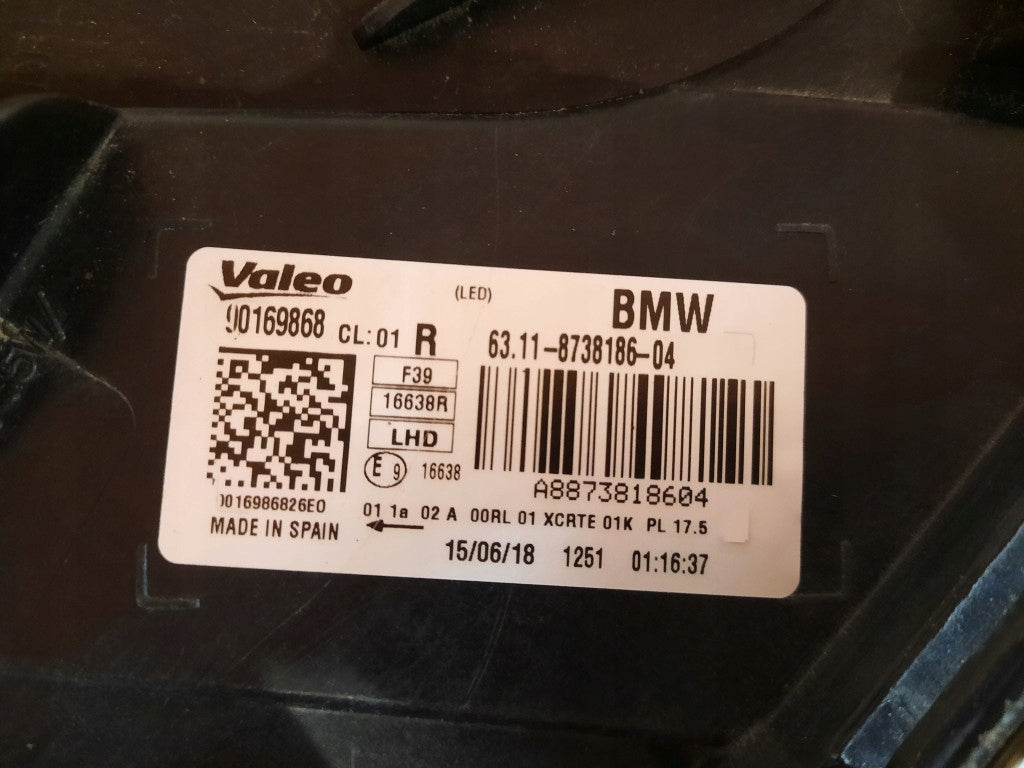 Valeo
(LED)
BMW
90169868 CL:01 R
63.11-8738186-04
F39
16638R
LHD
E 9 16638
A8873818604
0016986826E0
01 1a 02 A 00RL 01 XCRTE 01K PL 17.5
MADE IN SPAIN
15/06/18 1251 01:16:37